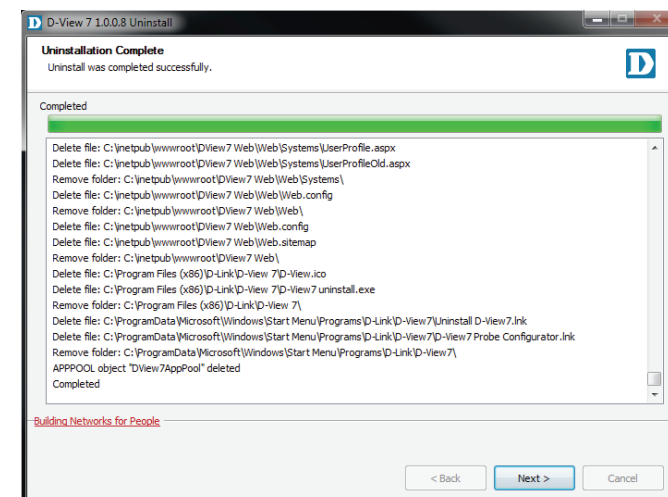 D-View 7 1.0.0.8 Uninstall
Uninstallation Complete
Uninstall was completed successfully.
D
Completed
Delete file: C:\inetpub\wwwroot\DView7 Web\Web\Systems\UserProfile.aspx
Delete file: C:\inetpub\wwwroot\DView7 Web\Web\Systems\UserProfileOld.aspx
Remove folder: C:\inetpub\wwwroot\DView7 Web\Web\Systems\
Delete file: C:\inetpub\wwwroot\DView7 Web\Web\Web.config
Remove folder: C:\inetpub\wwwroot\DView7 Web\Web\
Delete file: C:\inetpub\wwwroot\DView7 Web\Web.config
Delete file: C:\inetpub\wwwroot\DView7 Web\Web.sitemap
Remove folder: C:\inetpub\wwwroot\DView7 Web\
Delete file: C:\Program Files (x86)\D-Link\D-View 7\D-View.ico
Delete file: C:\Program Files (x86)\D-Link\D-View 7\D-View7 uninstall.exe
Remove folder: C:\Program Files (x86)\D-Link\D-View 7\
Delete file: C:\ProgramData\Microsoft\Windows\Start Menu\Programs\D-Link\D-View7\Uninstall D-View7.lnk
Delete file: C:\ProgramData\Microsoft\Windows\Start Menu\Programs\D-Link\D-View7\D-View7 Probe Configurator.lnk
Remove folder: C:\ProgramData\Microsoft\Windows\Start Menu\Programs\D-Link\D-View7\
APPPOOL object "DView7AppPool" deleted
Completed
Building Networks for People
< Back Next > Cancel